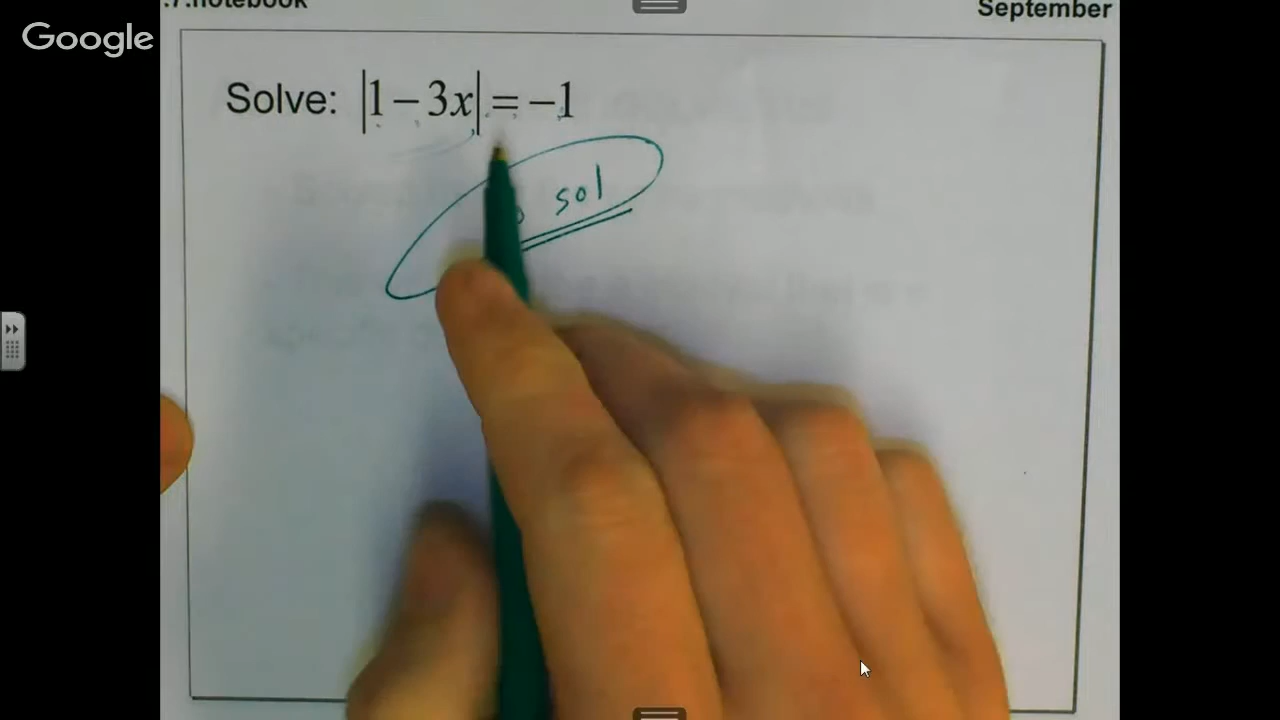 .7.notebook
September
Google
Solve: |1 − 3x| = −1
sol